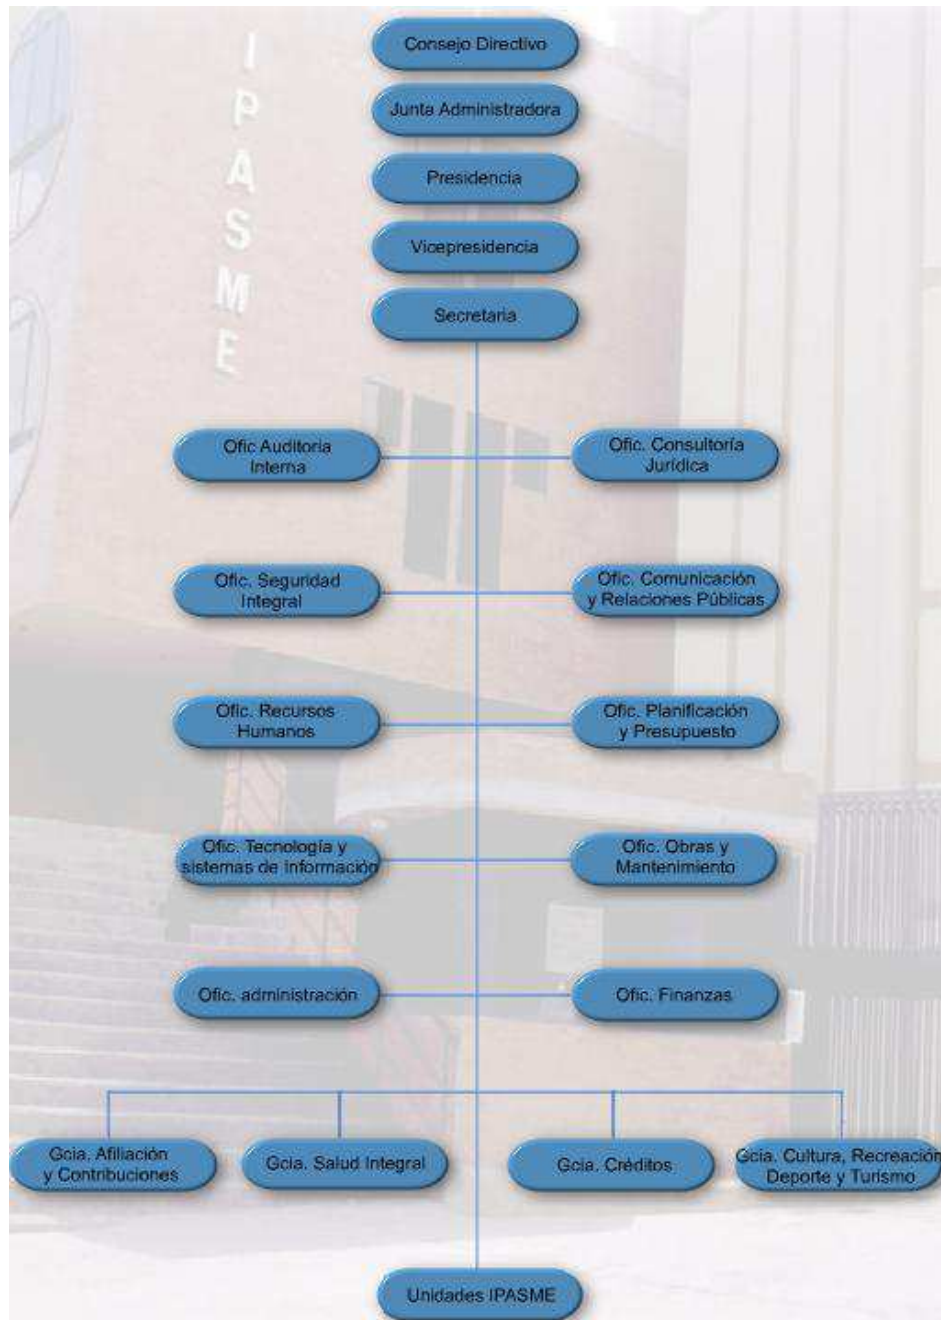 IPASME
Consejo Directivo
Junta Administradora
Presidencia
Vicepresidencia
Secretaria
Ofic Auditoria
Interna
Ofic. Consultoría
Jurídica
Ofic. Seguridad
Integral
Ofic. Comunicación
y Relaciones Públicas
Ofic. Recursos
Humanos
Ofic. Planificación
y Presupuesto
Ofic. Tecnología y
sistemas de Información
Ofic. Obras y
Mantenimiento
Ofic. administración
Ofic. Finanzas
Gcia. Afiliación
y Contribuciones
Gcia. Salud Integral
Gcia. Créditos
Gcia. Cultura, Recreación
Deporte y Turismo
Unidades IPASME